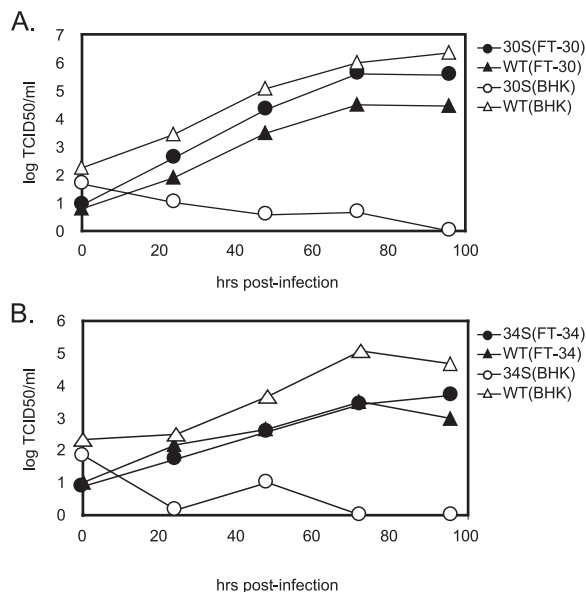 A.
7
6
5
4
3
2
1
0
log TCID50/ml
0 20 40 60 80 100
hrs post-infection
30S(FT-30)
WT(FT-30)
30S(BHK)
WT(BHK)
B.
6
5
4
3
2
1
0
log TCID50/ml
0 20 40 60 80 100
hrs post-infection
34S(FT-34)
WT(FT-34)
34S(BHK)
WT(BHK)